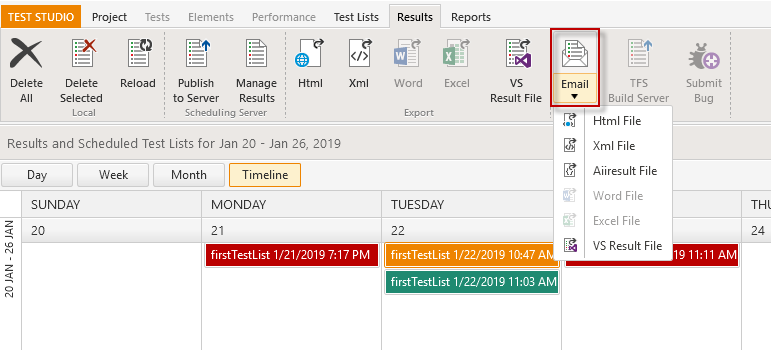 TEST STUDIO Project Tests Elements Performance Test Lists Results Reports
Delete All
Delete Selected
Reload
Publish to Server
Manage Results
Html
Xml
Word
Excel
VS Result File
Email
TFS Build Server
Submit Bug
Local
Scheduling Server
Export
Html File
Xml File
Aiiresult File
Word File
Excel File
VS Result File
Results and Scheduled Test Lists for Jan 20 - Jan 26, 2019
Day Week Month Timeline
SUNDAY MONDAY TUESDAY THU
20 21 22 24
20 JAN - 26 JAN
firstTestList 1/21/2019 7:17 PM
firstTestList 1/22/2019 10:47 AM
firstTestList 1/22/2019 11:03 AM
019 11:11 AM